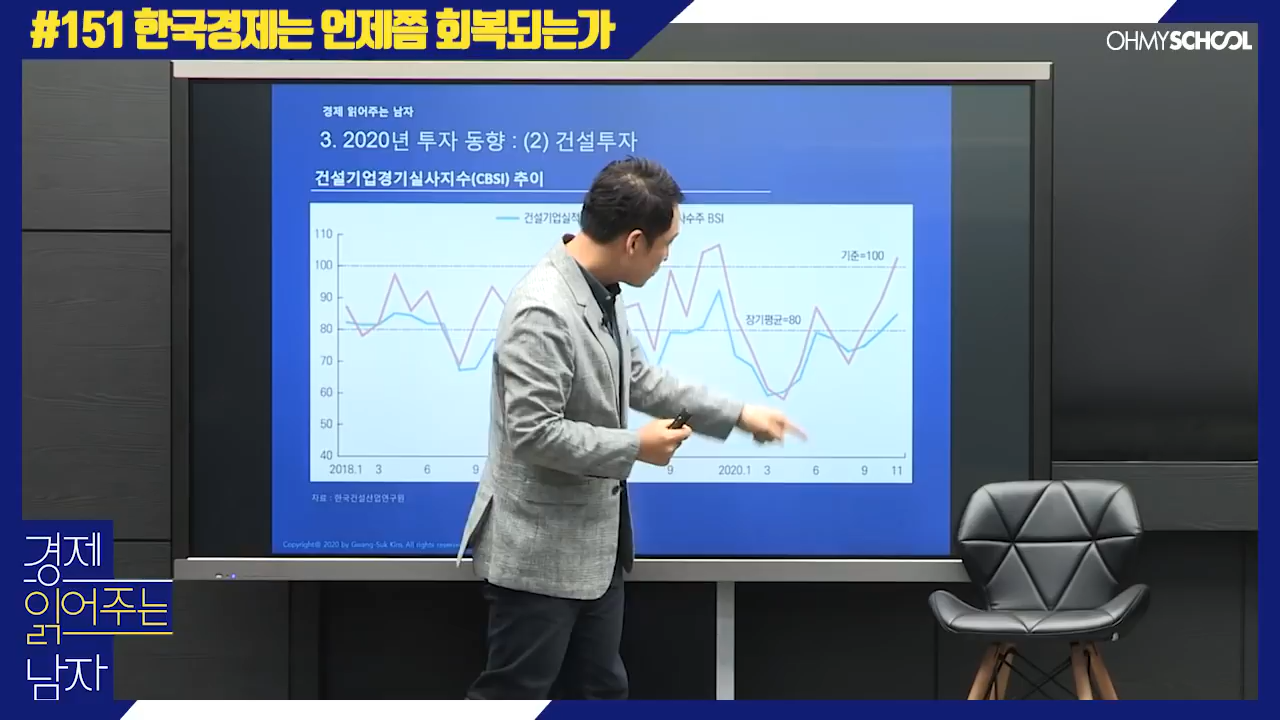 #151 한국경제는 언제쯤 회복되는가
OHMYSCHOOL
경제 읽어주는 남자
3. 2020년 투자 동향 : (2) 건설투자
건설기업경기실사지수(CBSI) 추이
건설기업실적 BSI
기준=100
장기평균=80
110
100
90
80
70
60
50
40
2018.1 3 6 9 9 2020.1 3 6 9 11
자료 : 한국건설산업연구원
Copyright© 2020 by Gwang-Suk Kim. All rights reserved
경제
읽어주는
남자